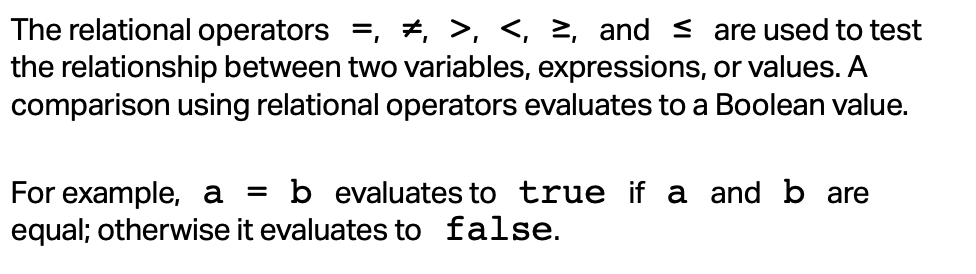 The relational operators =, ≠, >, <, ≥, and ≤ are used to test
the relationship between two variables, expressions, or values. A
comparison using relational operators evaluates to a Boolean value.
For example, a = b evaluates to true if a and b are
equal; otherwise it evaluates to false.